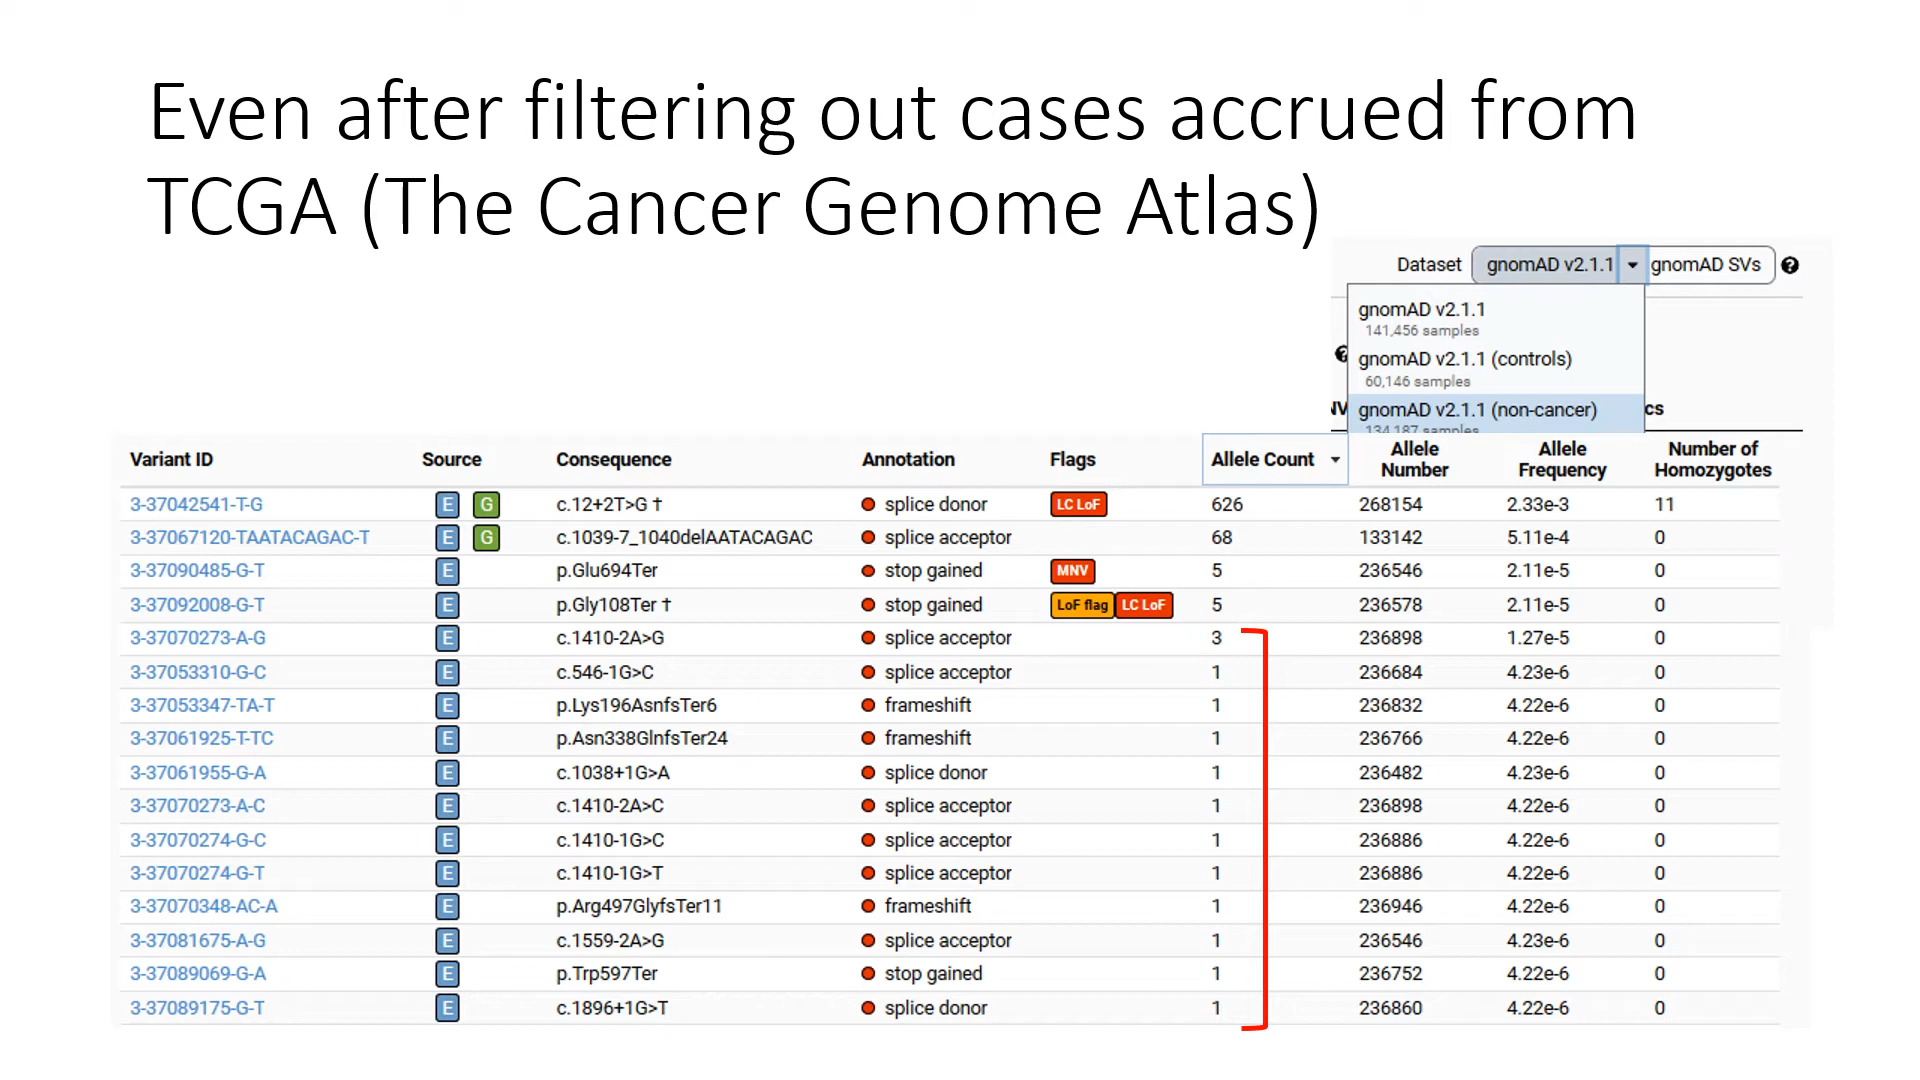 Even after filtering out cases accrued from
TCGA (The Cancer Genome Atlas)
Dataset gnomAD v2.1.1 gnomAD SVs ?
gnomAD v2.1.1
141,456 samples
gnomAD v2.1.1 (controls)
60,146 samples
gnomAD v2.1.1 (non-cancer)
134,187 samples
Variant ID Source Consequence Annotation Flags Allele Count Allele Number Allele Frequency Number of Homozygotes
3-37042541-T-G E G c.12+2T>G † splice donor LC LoF 626 268154 2.33e-3 11
3-37067120-TAATACAGAC-T E G c.1039-7_1040delAATACAGAC splice acceptor 68 133142 5.11e-4 0
3-37090485-G-T E p.Glu694Ter stop gained MNV 5 236546 2.11e-5 0
3-37092008-G-T E p.Gly108Ter † stop gained LoF flag LC LoF 5 236578 2.11e-5 0
3-37070273-A-G E c.1410-2A>G splice acceptor 3 236898 1.27e-5 0
3-37053310-G-C E c.546-1G>C splice acceptor 1 236684 4.23e-6 0
3-37053347-TA-T E p.Lys196AsnfsTer6 frameshift 1 236832 4.22e-6 0
3-37061925-T-TC E p.Asn338GlnfsTer24 frameshift 1 236766 4.22e-6 0
3-37061955-G-A E c.1038+1G>A splice donor 1 236482 4.23e-6 0
3-37070273-A-C E c.1410-2A>C splice acceptor 1 236898 4.22e-6 0
3-37070274-G-C E c.1410-1G>C splice acceptor 1 236886 4.22e-6 0
3-37070274-G-T E c.1410-1G>T splice acceptor 1 236886 4.22e-6 0
3-37070348-AC-A E p.Arg497GlyfsTer11 frameshift 1 236946 4.22e-6 0
3-37081675-A-G E c.1559-2A>G splice acceptor 1 236546 4.23e-6 0
3-37089069-G-A E p.Trp597Ter stop gained 1 236752 4.22e-6 0
3-37089175-G-T E c.1896+1G>T splice donor 1 236860 4.22e-6 0